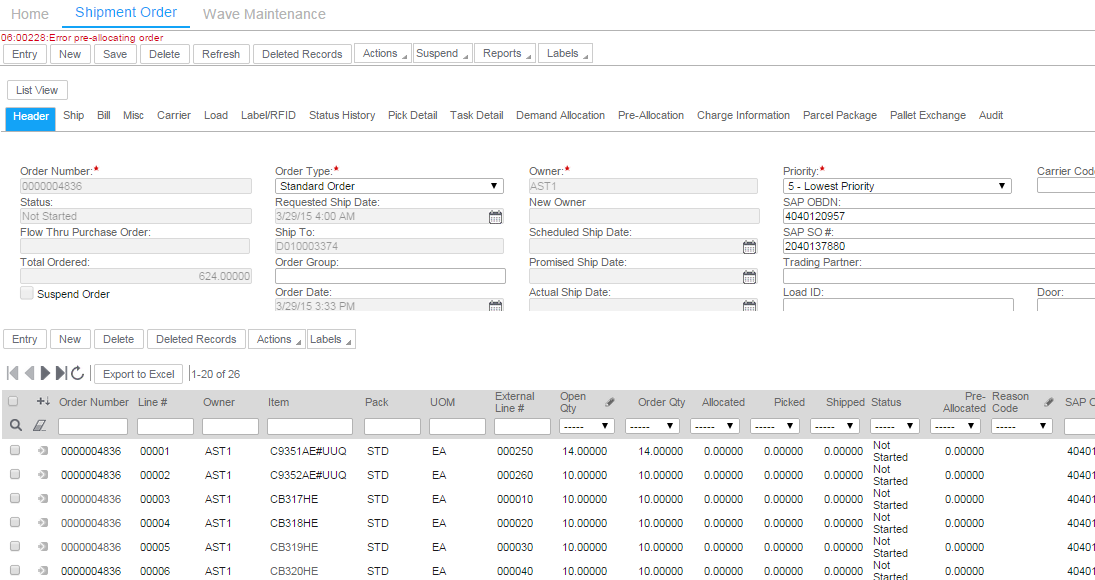 Home Shipment Order Wave Maintenance
06:00228:Error pre-allocating order
Entry New Save Delete Refresh Deleted Records Actions Suspend Reports Labels
List View
Header Ship Bill Misc Carrier Load Label/RFID Status History Pick Detail Task Detail Demand Allocation Pre-Allocation Charge Information Parcel Package Pallet Exchange Audit
Order Number:* Order Type:* Owner:* Priority:* Carrier Code
0000004836 Standard Order AST1 5 - Lowest Priority
Status: Requested Ship Date: New Owner SAP OBDN:
Not Started 3/29/15 4:00 AM 4040120957
Flow Thru Purchase Order: Ship To: Scheduled Ship Date: SAP SO #:
D010003374 2040137880
Total Ordered: Order Group: Promised Ship Date: Trading Partner:
624.00000
Suspend Order Order Date: Actual Ship Date: Load ID: Door:
3/29/15 3:33 PM
Entry New Delete Deleted Records Actions Labels
Export to Excel 1-20 of 26
Order Number Line # Owner Item Pack UOM External Line # Open Qty Order Qty Allocated Picked Shipped Status Pre-Allocated Reason Code SAP O
----- ----- ----- ----- ----- ----- ----- -----
0000004836 00001 AST1 C9351AE#UUQ STD EA 000250 14.00000 14.00000 0.00000 0.00000 0.00000 Not Started 0.00000 40401
0000004836 00002 AST1 C9352AE#UUQ STD EA 000260 10.00000 10.00000 0.00000 0.00000 0.00000 Not Started 0.00000 40401
0000004836 00003 AST1 CB317HE STD EA 000010 10.00000 10.00000 0.00000 0.00000 0.00000 Not Started 0.00000 40401
0000004836 00004 AST1 CB318HE STD EA 000020 10.00000 10.00000 0.00000 0.00000 0.00000 Not Started 0.00000 40401
0000004836 00005 AST1 CB319HE STD EA 000030 10.00000 10.00000 0.00000 0.00000 0.00000 Not Started 0.00000 40401
0000004836 00006 AST1 CB320HE STD EA 000040 10.00000 10.00000 0.00000 0.00000 0.00000 Not Started 0.00000 40401